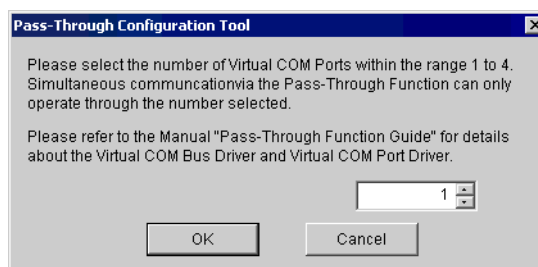 Pass-Through Configuration Tool
Please select the number of Virtual COM Ports within the range 1 to 4.
Simultaneous communcationvia the Pass-Through Function can only
operate through the number selected.
Please refer to the Manual "Pass-Through Function Guide" for details
about the Virtual COM Bus Driver and Virtual COM Port Driver.
1
OK Cancel